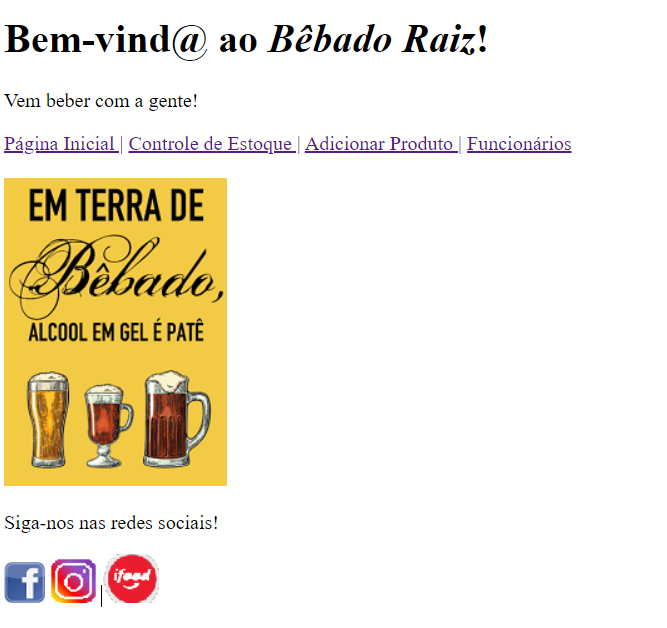 Bem-vind@ ao Bêbado Raiz!
Vem beber com a gente!
Página Inicial | Controle de Estoque | Adicionar Produto | Funcionários
EM TERRA DE
Bêbado,
ALCOOL EM GEL É PATÊ
Siga-nos nas redes sociais!
f | ifood